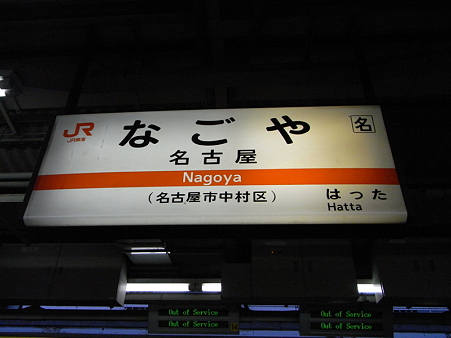 JR
JR東海
なごや
名
名古屋
Nagoya
(名古屋市中村区)
はった
Hatta
Out of Service
Out of Service
Out of Service
Out of Service